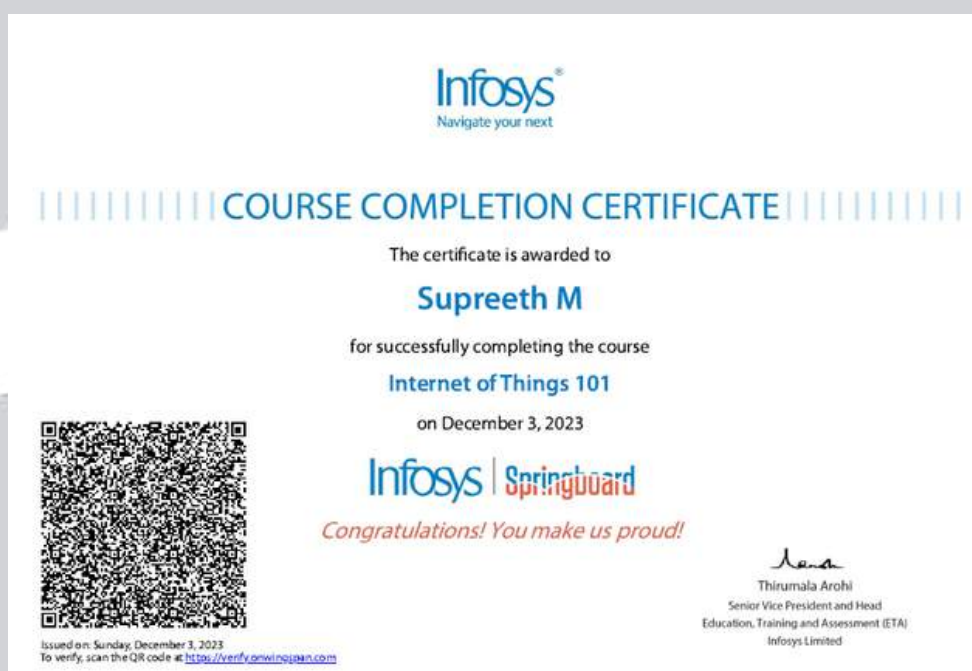 Infosys®
Navigate your next
COURSE COMPLETION CERTIFICATE
The certificate is awarded to
Supreeth M
for successfully completing the course
Internet of Things 101
on December 3, 2023
Infosys | Springboard
Congratulations! You make us proud!
Thirumala Arohi
Senior Vice President and Head
Education, Training and Assessment (ETA)
Infosys Limited
Issued on: Sunday, December 3, 2023
To verify, scan the QR code at https://verify.onwingspan.com